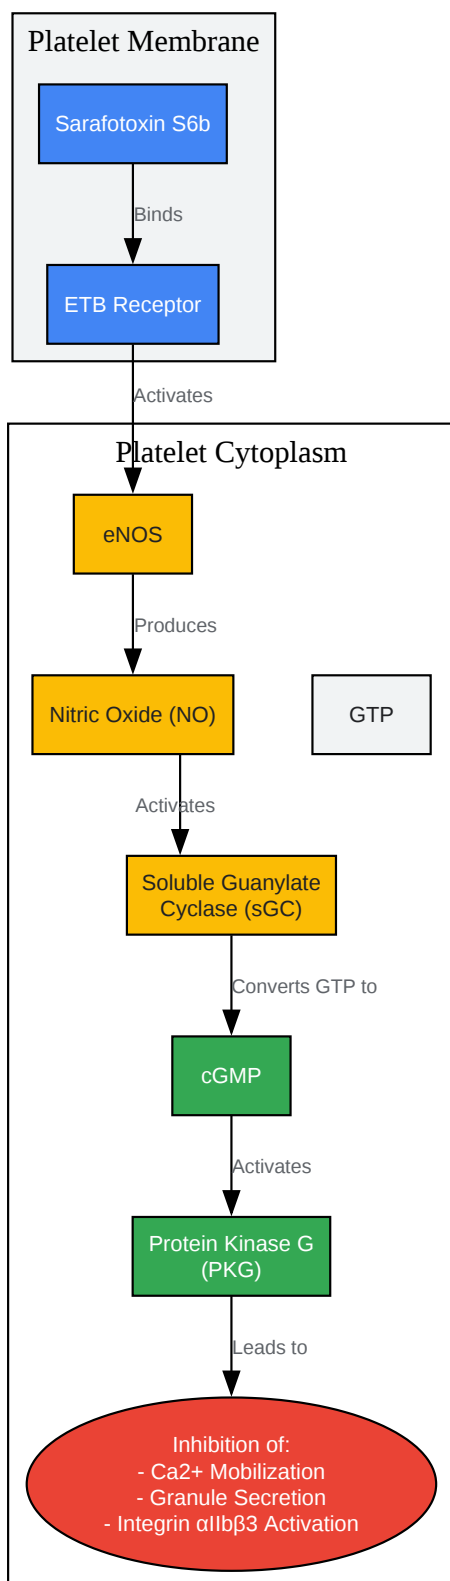 Platelet Membrane
Sarafotoxin S6b
Binds
ETB Receptor
Activates
Platelet Cytoplasm
eNOS
Produces
Nitric Oxide (NO)
GTP
Activates
Soluble Guanylate
Cyclase (sGC)
Converts GTP to
cGMP
Activates
Protein Kinase G
(PKG)
Leads to
Inhibition of:
- Ca2+ Mobilization
- Granule Secretion
- Integrin αIIbβ3 Activation